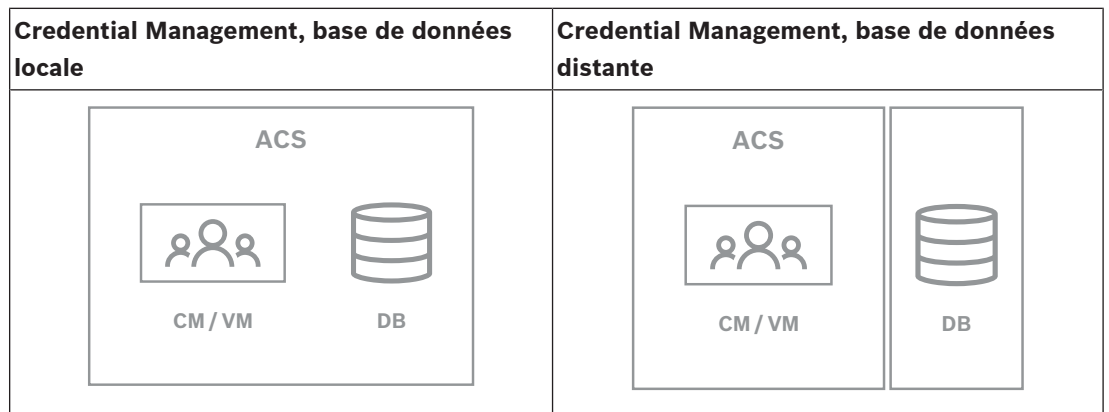 Credential Management, base de données
locale
Credential Management, base de données
distante
ACS
CM / VM
DB
ACS
CM / VM
DB